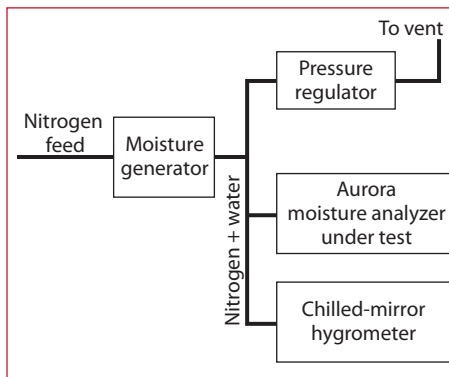 To vent
Pressure
regulator
Nitrogen
feed
Moisture
generator
Nitrogen + water
Aurora
moisture analyzer
under test
Chilled-mirror
hygrometer